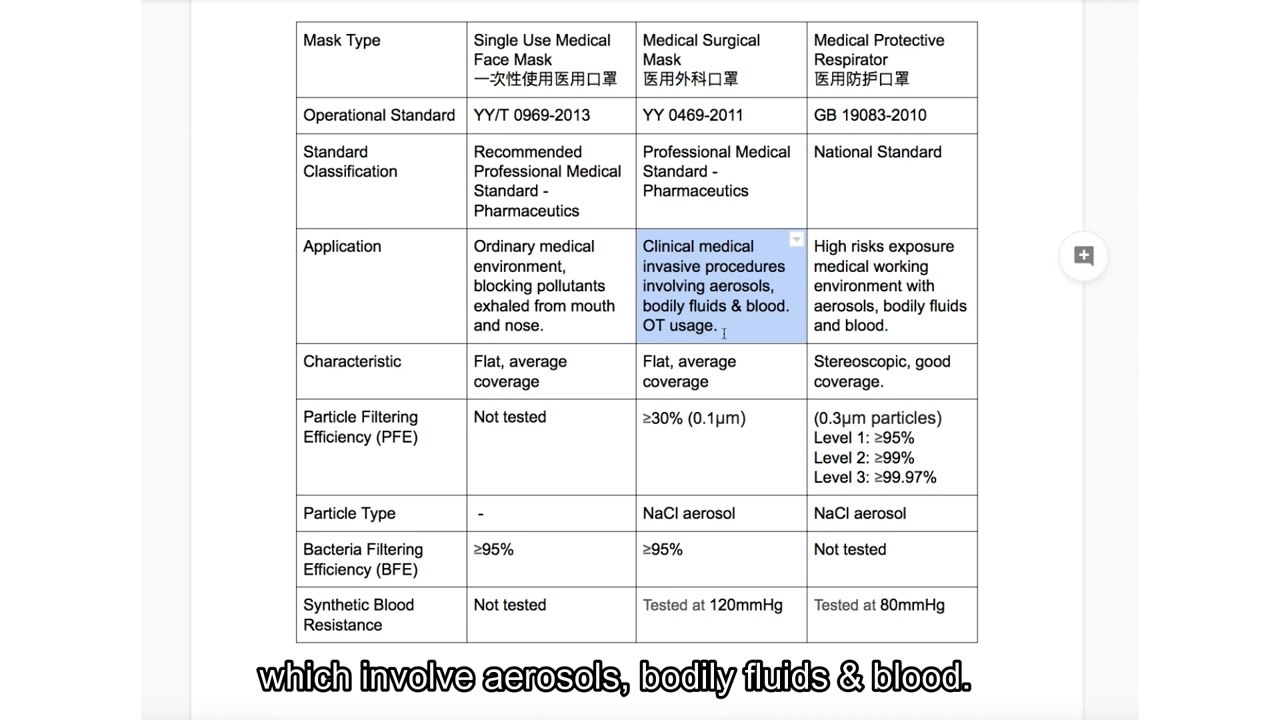 Mask Type
Single Use Medical
Face Mask
一次性使用医用口罩
Medical Surgical
Mask
医用外科口罩
Medical Protective
Respirator
医用防护口罩
Operational Standard
YY/T 0969-2013
YY 0469-2011
GB 19083-2010
Standard
Classification
Recommended
Professional Medical
Standard -
Pharmaceutics
Professional Medical
Standard -
Pharmaceutics
National Standard
Application
Ordinary medical
environment,
blocking pollutants
exhaled from mouth
and nose.
Clinical medical
invasive procedures
involving aerosols,
bodily fluids & blood.
OT usage.
High risks exposure
medical working
environment with
aerosols, bodily fluids
and blood.
Characteristic
Flat, average
coverage
Flat, average
coverage
Stereoscopic, good
coverage.
Particle Filtering
Efficiency (PFE)
Not tested
≥30% (0.1μm)
(0.3μm particles)
Level 1: ≥95%
Level 2: ≥99%
Level 3: ≥99.97%
Particle Type
-
NaCl aerosol
NaCl aerosol
Bacteria Filtering
Efficiency (BFE)
≥95%
≥95%
Not tested
Synthetic Blood
Resistance
Not tested
Tested at 120mmHg
Tested at 80mmHg
which involve aerosols, bodily fluids & blood.